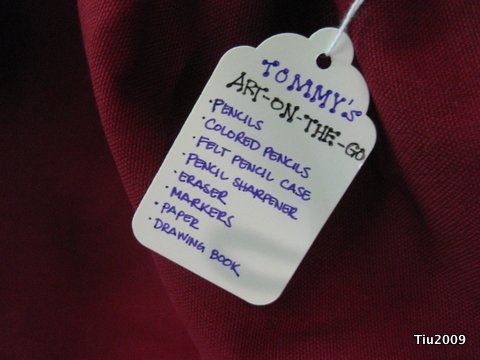 TOMMY'S
ART-ON-THE-GO
· PENCILS
· COLORED PENCILS
· FELT PENCIL CASE
· PENCIL SHARPENER
· ERASER
· MARKERS
· PAPER
· DRAWING BOOK
Tiu2009